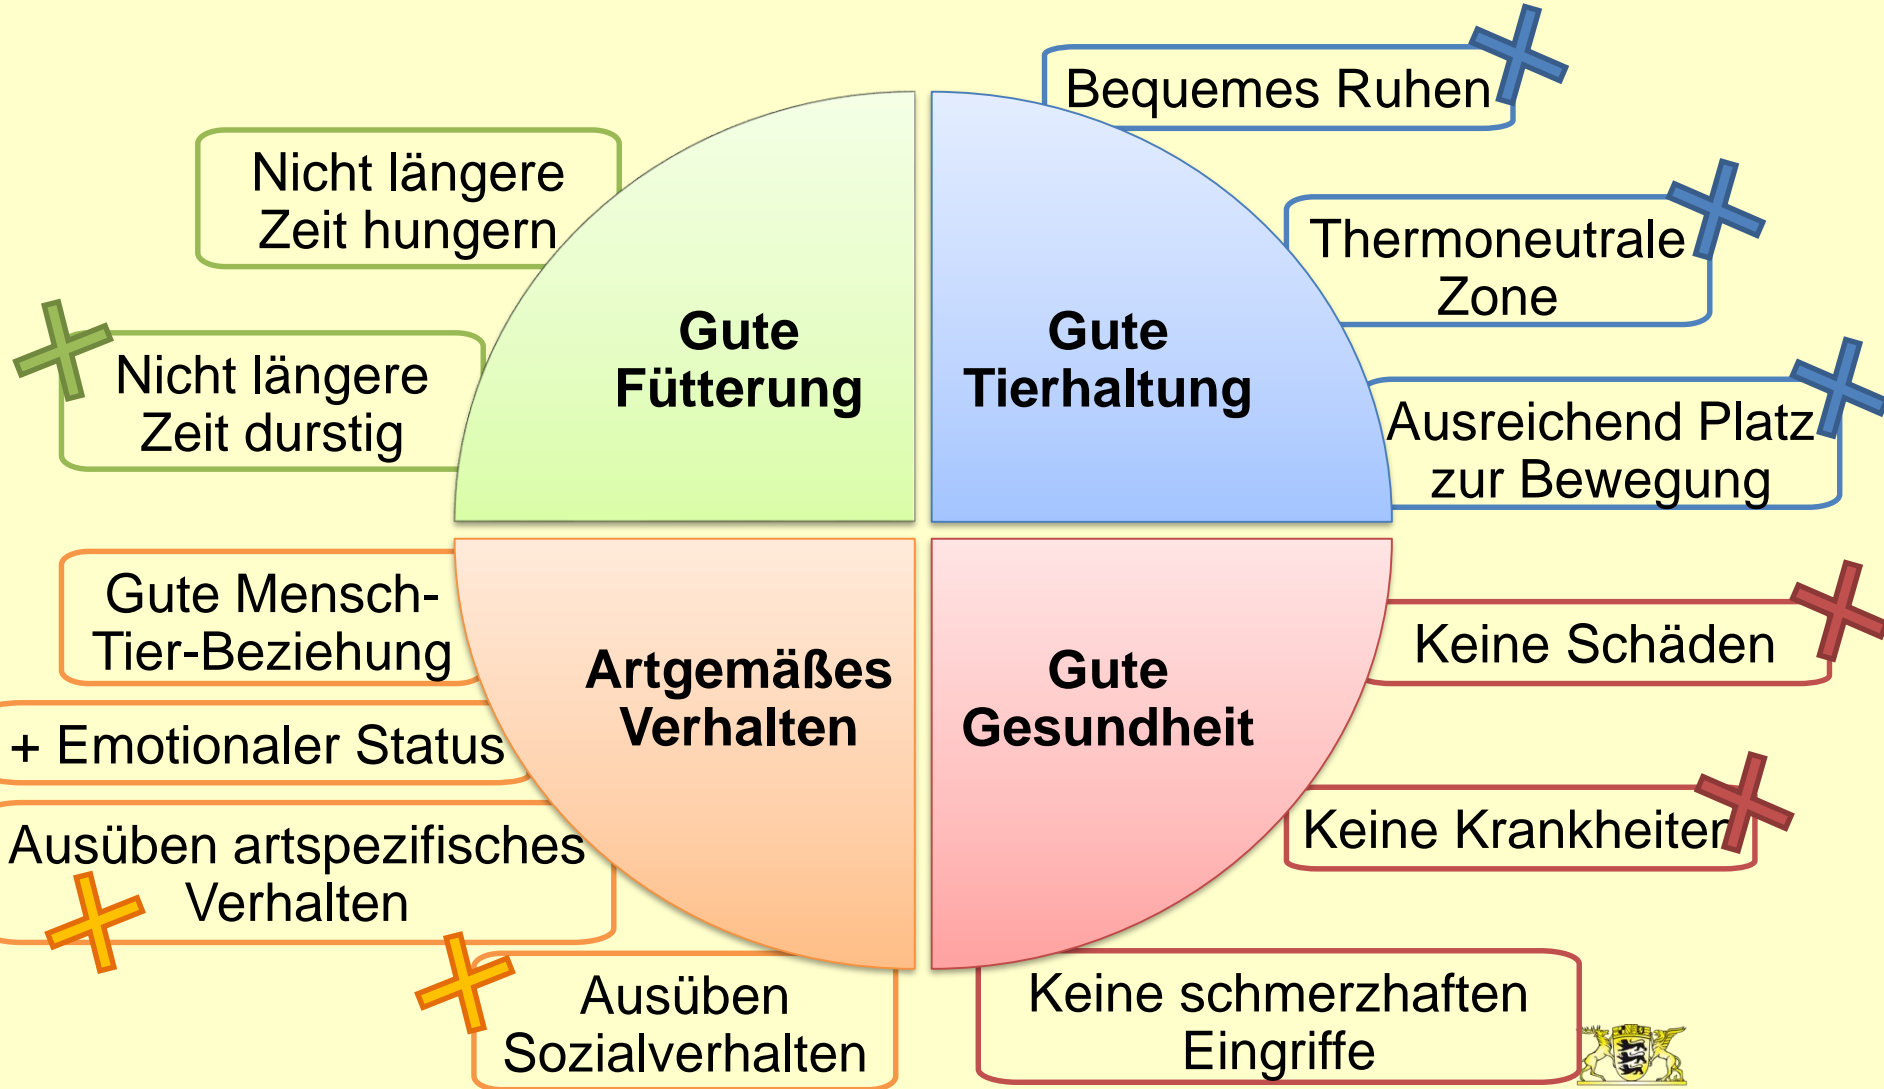 Bequemes Ruhen
Nicht längere
Zeit hungern
Thermoneutrale
Zone
Gute
Fütterung
Gute
Tierhaltung
Nicht längere
Zeit durstig
Ausreichend Platz
zur Bewegung
Gute Mensch-
Tier-Beziehung
Keine Schäden
Artgemäßes
Verhalten
Gute
Gesundheit
+ Emotionaler Status
Keine Krankheiten
Ausüben artspezifisches
Verhalten
Ausüben
Sozialverhalten
Keine schmerzhaften
Eingriffe